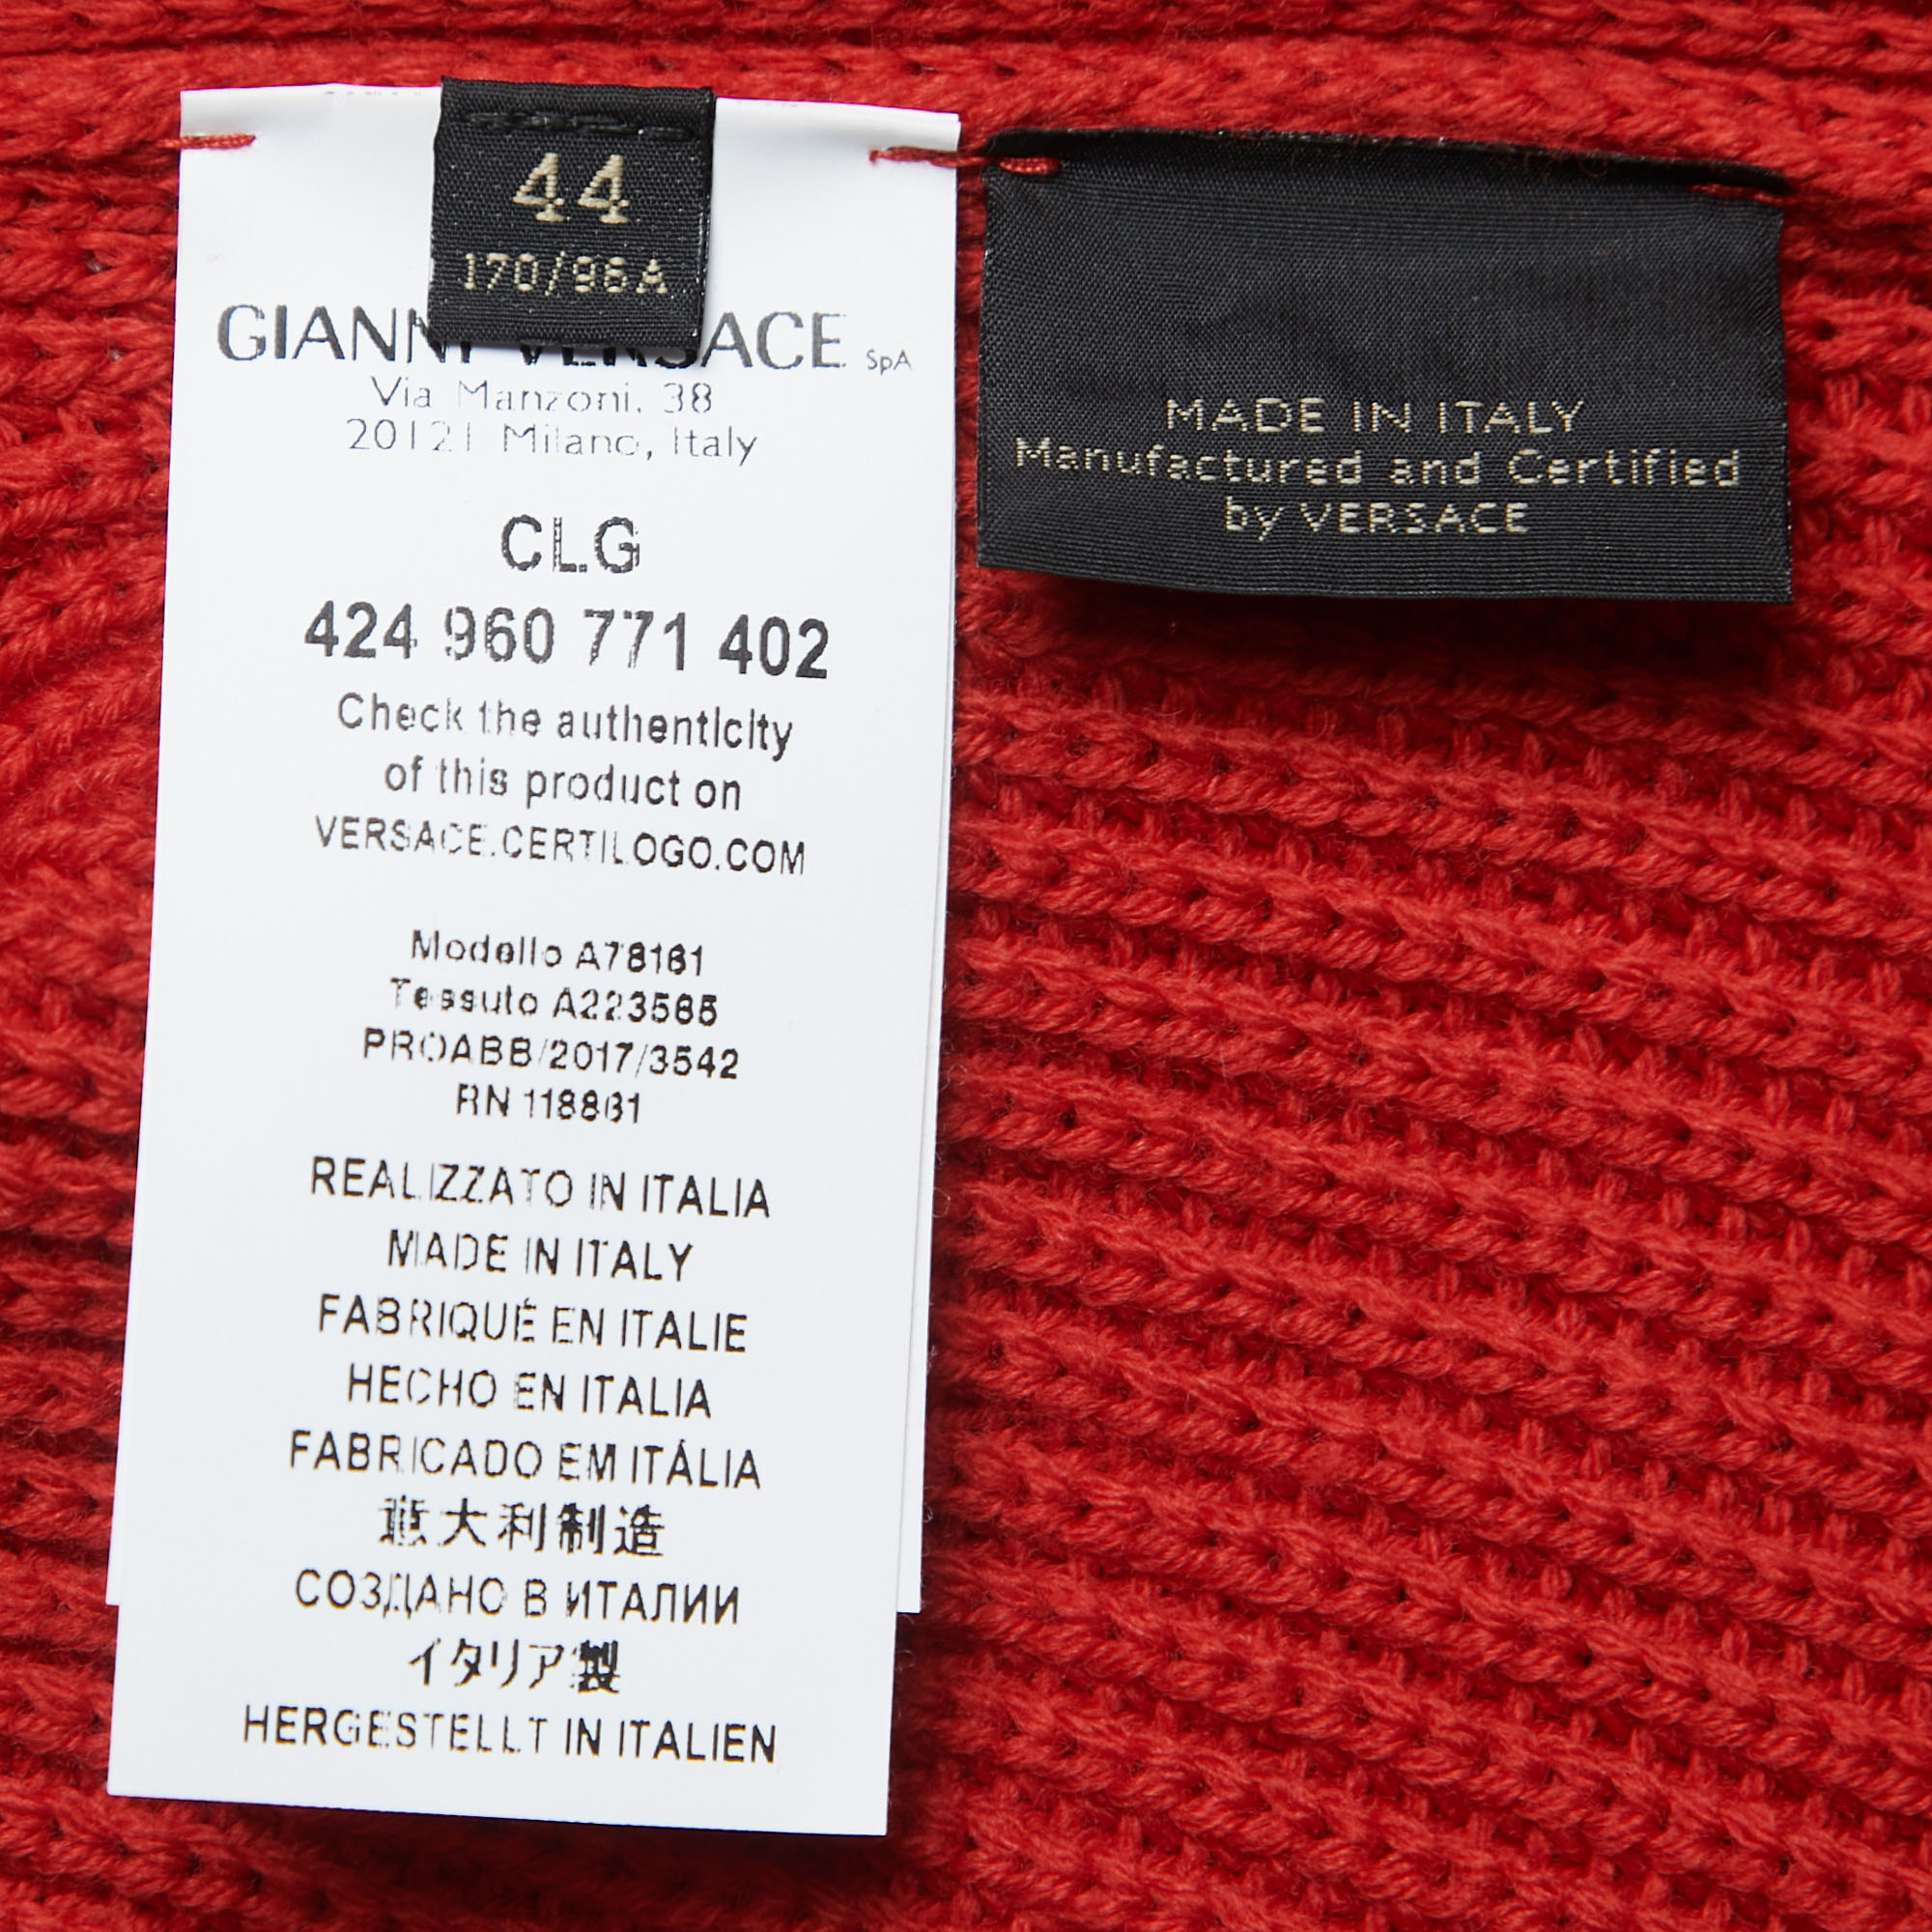 44
170/96A
GIANNI VERSACE SpA
Via Manzoni, 38
20121 Milano, Italy
CLG
424 960 771 402
Check the authenticity
of this product on
VERSACE.CERTILOGO.COM
Modello A78161
Tessuto A223565
PROABB/2017/3542
RN 118861
REALIZZATO IN ITALIA
MADE IN ITALY
FABRIQUÉ EN ITALIE
HECHO EN ITALIA
FABRICADO EM ITÁLIA
意大利制造
СОЗДАНО В ИТАЛИИ
イタリア製
HERGESTELLT IN ITALIEN
MADE IN ITALY
Manufactured and Certified
by VERSACE